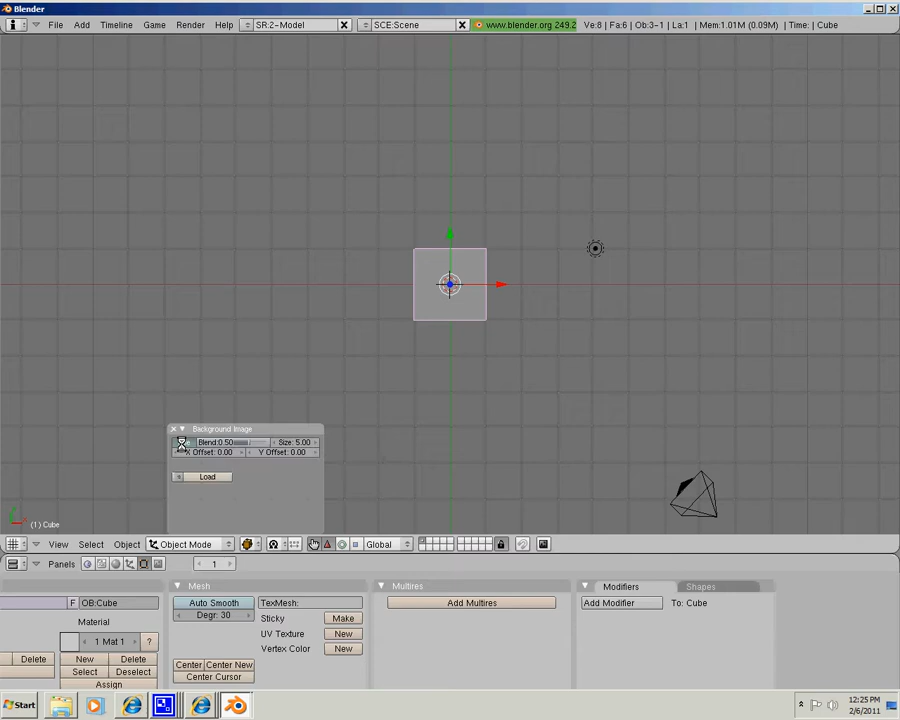 Blender
File Add Timeline Game Render Help SR:2-Model SCE:Scene www.blender.org 249.2 Ve:8 | Fa:6 | Ob:3-1 | La:1 | Mem:1.01M (0.09M) | Time: | Cube
Background Image
Blend:0.50 Size: 5.00
X Offset: 0.00 Y Offset: 0.00
Load
(1) Cube
View Select Object Object Mode Global
Panels 1
Mesh Multires Modifiers Shapes
F OB:Cube Auto Smooth TexMesh: Add Multires Add Modifier To: Cube
Degr: 30
Material Sticky Make
1 Mat 1 ? UV Texture New
Vertex Color New
Delete New Delete Center Center New
Select Deselect Center Cursor
Assign
Start
12:25 PM
2/6/2011